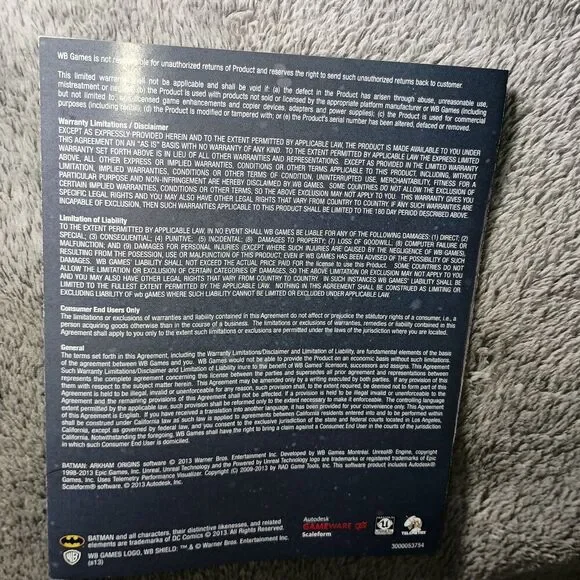 WB Games is not responsible for unauthorized returns of Product and reserves the right to send such unauthorized returns back to customer.
This limited warranty shall not be applicable and shall be void if: (a) the defect in the Product has arisen through abuse, unreasonable use,
mistreatment or neglect; (b) the Product is used with products not sold or licensed by the appropriate platform manufacturer or WB Games (including
but not limited to, non-licensed game enhancements and copier devices, adapters and power supplies); (c) the Product is used for commercial
purposes (including rental); (d) the Product is modified or tampered with; or (e) the Product's serial number has been altered, defaced or removed.
Warranty Limitations / Disclaimer
EXCEPT AS EXPRESSLY PROVIDED HEREIN AND TO THE EXTENT PERMITTED BY APPLICABLE LAW, THE PRODUCT IS MADE AVAILABLE TO YOU UNDER
THIS AGREEMENT ON AN "AS IS" BASIS WITH NO WARRANTY OF ANY KIND. TO THE EXTENT PERMITTED BY APPLICABLE LAW THE EXPRESS LIMITED
WARRANTY SET FORTH ABOVE IS IN LIEU OF ALL OTHER WARRANTIES AND REPRESENTATIONS. EXCEPT AS PROVIDED IN THE LIMITED WARRANTY
ABOVE, ALL OTHER EXPRESS OR IMPLIED WARRANTIES, CONDITIONS OR OTHER TERMS APPLICABLE TO THIS PRODUCT, INCLUDING, WITHOUT
LIMITATION, IMPLIED WARRANTIES, CONDITIONS OR OTHER TERMS OF CONDITION, UNINTERRUPTED USE, MERCHANTABILITY, FITNESS FOR A
PARTICULAR PURPOSE AND NON-INFRINGEMENT ARE HEREBY DISCLAIMED BY WB GAMES. SOME COUNTRIES DO NOT ALLOW THE EXCLUSION OF
CERTAIN IMPLIED WARRANTIES, CONDITIONS OR OTHER TERMS, SO THE ABOVE EXCLUSION MAY NOT APPLY TO YOU. THIS WARRANTY GIVES YOU
SPECIFIC LEGAL RIGHTS AND YOU MAY ALSO HAVE OTHER LEGAL RIGHTS THAT VARY FROM COUNTRY TO COUNTRY. IF ANY SUCH WARRANTIES ARE
INCAPABLE OF EXCLUSION, THEN SUCH WARRANTIES APPLICABLE TO THIS PRODUCT SHALL BE LIMITED TO THE 180 DAY PERIOD DESCRIBED ABOVE.
Limitation of Liability
TO THE EXTENT PERMITTED BY APPLICABLE LAW, IN NO EVENT SHALL WB GAMES BE LIABLE FOR ANY OF THE FOLLOWING DAMAGES: (1) DIRECT; (2)
SPECIAL; (3) CONSEQUENTIAL; (4) PUNITIVE; (5) INCIDENTAL; (6) DAMAGES TO PROPERTY; (7) LOSS OF GOODWILL; (8) COMPUTER FAILURE OR
MALFUNCTION; AND (9) DAMAGES FOR PERSONAL INJURIES (EXCEPT WHERE SUCH INJURIES ARE CAUSED BY THE NEGLIGENCE OF WB GAMES),
RESULTING FROM THE POSSESSION, USE OR MALFUNCTION OF THIS PRODUCT, EVEN IF WB GAMES HAS BEEN ADVISED OF THE POSSIBILITY OF SUCH
DAMAGES. WB GAMES' LIABILITY SHALL NOT EXCEED THE ACTUAL PRICE PAID FOR THE license to use this Product. SOME COUNTRIES DO NOT
ALLOW THE LIMITATION OR EXCLUSION OF CERTAIN CATEGORIES OF DAMAGES, SO THE ABOVE LIMITATION OR EXCLUSION MAY NOT APPLY TO YOU
AND YOU MAY ALSO HAVE OTHER LEGAL RIGHTS THAT VARY FROM COUNTRY TO COUNTRY. IN SUCH INSTANCES WB GAMES' LIABILITY SHALL BE
LIMITED TO THE FULLEST EXTENT PERMITTED BY APPLICABLE LAW. NOTHING IN THIS AGREEMENT SHALL BE CONSTRUED AS LIMITING OR
EXCLUDING LIABILITY OF wb gAMES WHERE SUCH LIABILITY CANNOT BE LIMITED OR EXCLUDED UNDER APPLICABLE LAW.
Consumer End Users Only
The limitations or exclusions of warranties and liability contained in this Agreement do not affect or prejudice the statutory rights of a consumer, i.e., a
person acquiring goods otherwise than in the course of a business. The limitations or exclusions of warranties, remedies or liability contained in this
Agreement shall apply to you only to the extent such limitations or exclusions are permitted under the laws of the jurisdiction where you are located.
General
The terms set forth in this Agreement, including the Warranty Limitations/Disclaimer and Limitation of Liability, are fundamental elements of the basis
of the agreement between WB Games and you. WB Games would not be able to provide the Product on an economic basis without such limitations.
Such Warranty Limitations/Disclaimer and Limitation of Liability inure to the benefit of WB Games' licensors, successors and assigns. This Agreement
represents the complete agreement concerning this license between the parties and supersedes all prior agreements and representations between
them with respect to the subject matter herein. This Agreement may be amended only by a writing executed by both parties. If any provision of this
Agreement is held to be illegal, invalid or unenforceable for any reason, such provision shall, to the extent required, be deemed not to form part of this
Agreement and the remaining provisions of this Agreement shall not be affected. If a provision is held to be illegal invalid or unenforceable to the
extent permitted by the applicable law, such provision shall be reformed only to the extent necessary to make it enforceable. The controlling language
of this Agreement is English. If you have received a translation into another language, it has been provided for your convenience only. This Agreement
shall be construed under California law as such law is applied to agreements between California residents entered into and to be performed within
California, except as governed by federal law, and you consent to the exclusive jurisdiction of the state and federal courts located in Los Angeles,
California. Notwithstanding the foregoing, WB Games shall have the right to bring a claim against a Consumer End User at the courts of the jurisdiction
in which such Consumer End User is domiciled.
BATMAN: ARKHAM ORIGINS software © 2013 Warner Bros. Entertainment Inc. Developed by WB Games Montréal. Unreal® Engine, copyright
1998-2013 Epic Games, Inc. Unreal, Unreal Technology and the Powered by Unreal Technology logo are trademarks or registered trademarks of Epic
Games, Inc. Uses Telemetry Performance Visualizer. Copyright (C) 2009-2013 by RAD Game Tools, Inc. This software product includes Autodesk®
Scaleform® software, © 2013 Autodesk, Inc.
BATMAN and all characters, their distinctive likenesses, and related
elements are trademarks of DC Comics © 2013. All Rights Reserved.
WB GAMES LOGO, WB SHIELD: ™ & © Warner Bros. Entertainment Inc.
(s13)
Autodesk
GAMEWARE
Scaleform
UNREAL
TELEMETRY
3000053754